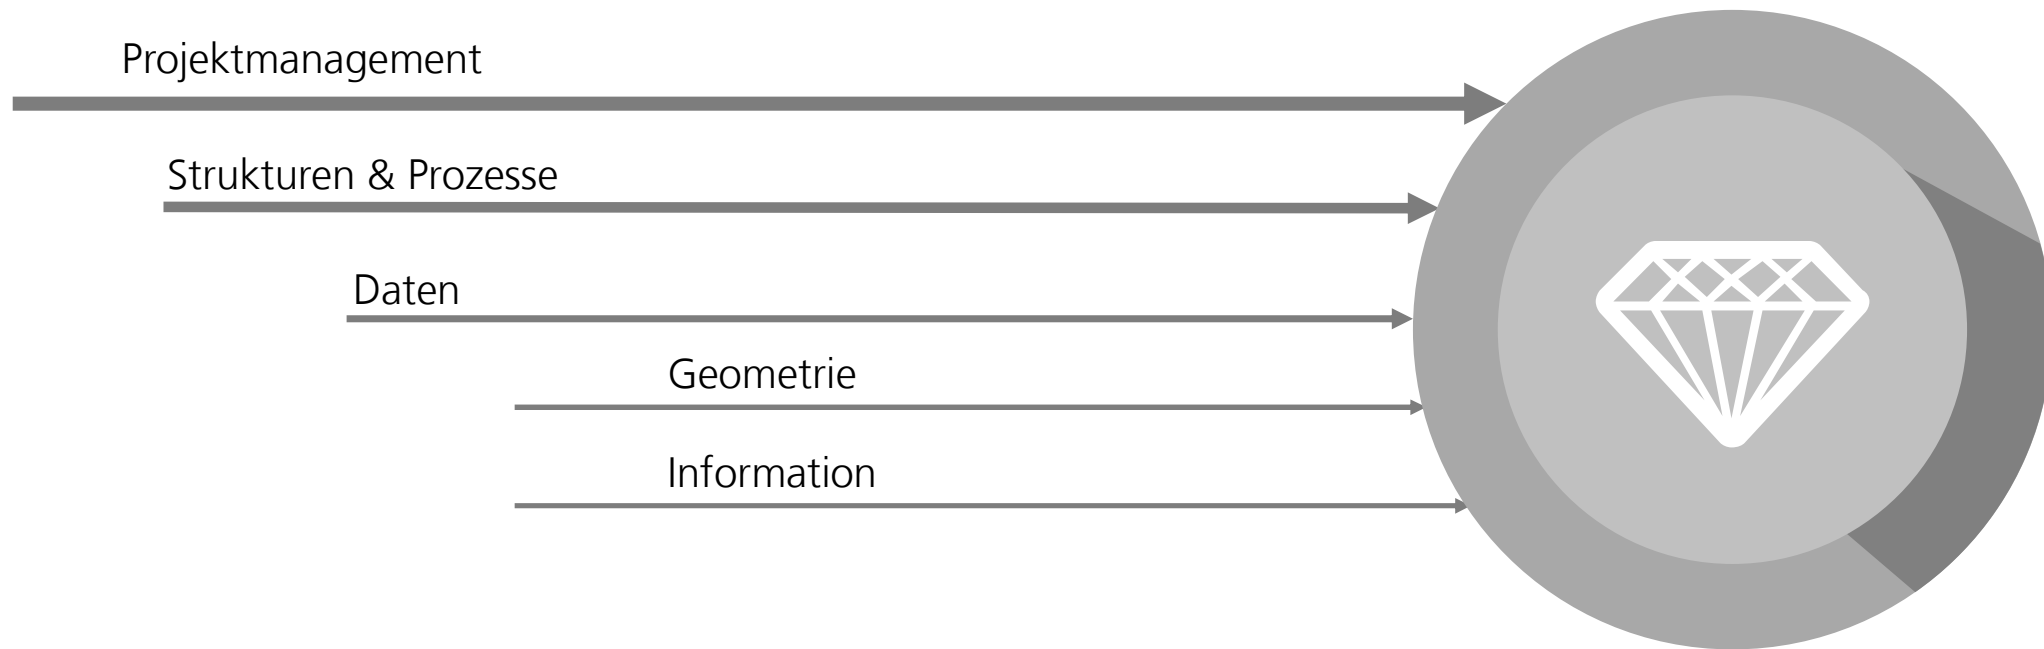 Projektmanagement
Strukturen & Prozesse
Daten
Geometrie
Information